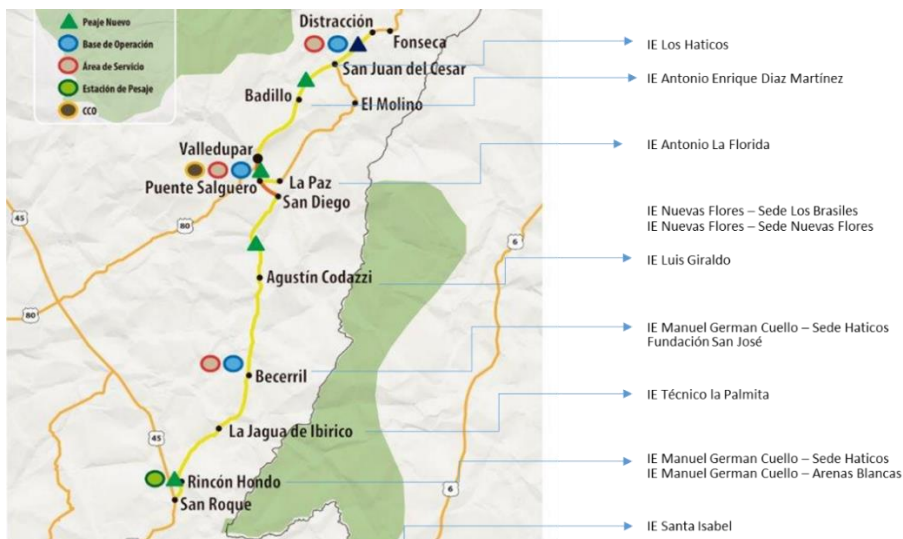 Peaje Nuevo
Base de Operación
Área de Servicio
Estación de Pesaje
CCO
Distracción
Fonseca
San Juan del Cesar
Badillo
El Molino
Valledupar
Puente Salguero
La Paz
San Diego
45
80
6
Agustín Codazzi
80
Becerril
La Jagua de Ibirico
45
Rincón Hondo
6
San Roque
IE Los Haticos
IE Antonio Enrique Diaz Martínez
IE Antonio La Florida
IE Nuevas Flores – Sede Los Brasiles
IE Nuevas Flores – Sede Nuevas Flores
IE Luis Giraldo
IE Manuel German Cuello – Sede Haticos
Fundación San José
IE Técnico la Palmita
IE Manuel German Cuello – Sede Haticos
IE Manuel German Cuello – Arenas Blancas
IE Santa Isabel